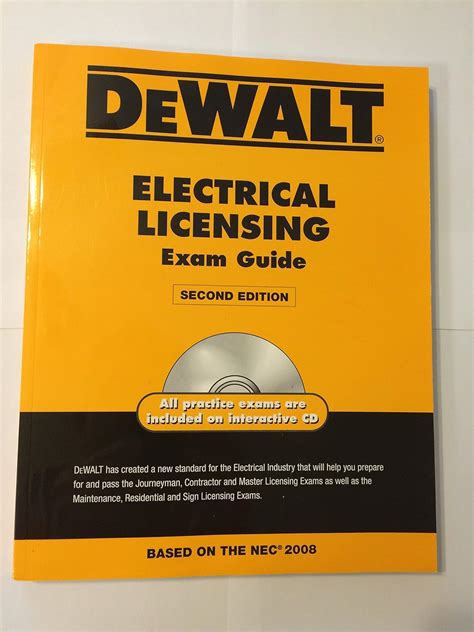 DEWALT®
ELECTRICAL
LICENSING
Exam Guide
SECOND EDITION
All practice exams are
included on interactive CD
DEWALT has created a new standard for the Electrical Industry that will help you prepare
for and pass the Journeyman, Contractor and Master Licensing Exams as well as the
Maintenance, Residential and Sign Licensing Exams.
BASED ON THE NEC® 2008